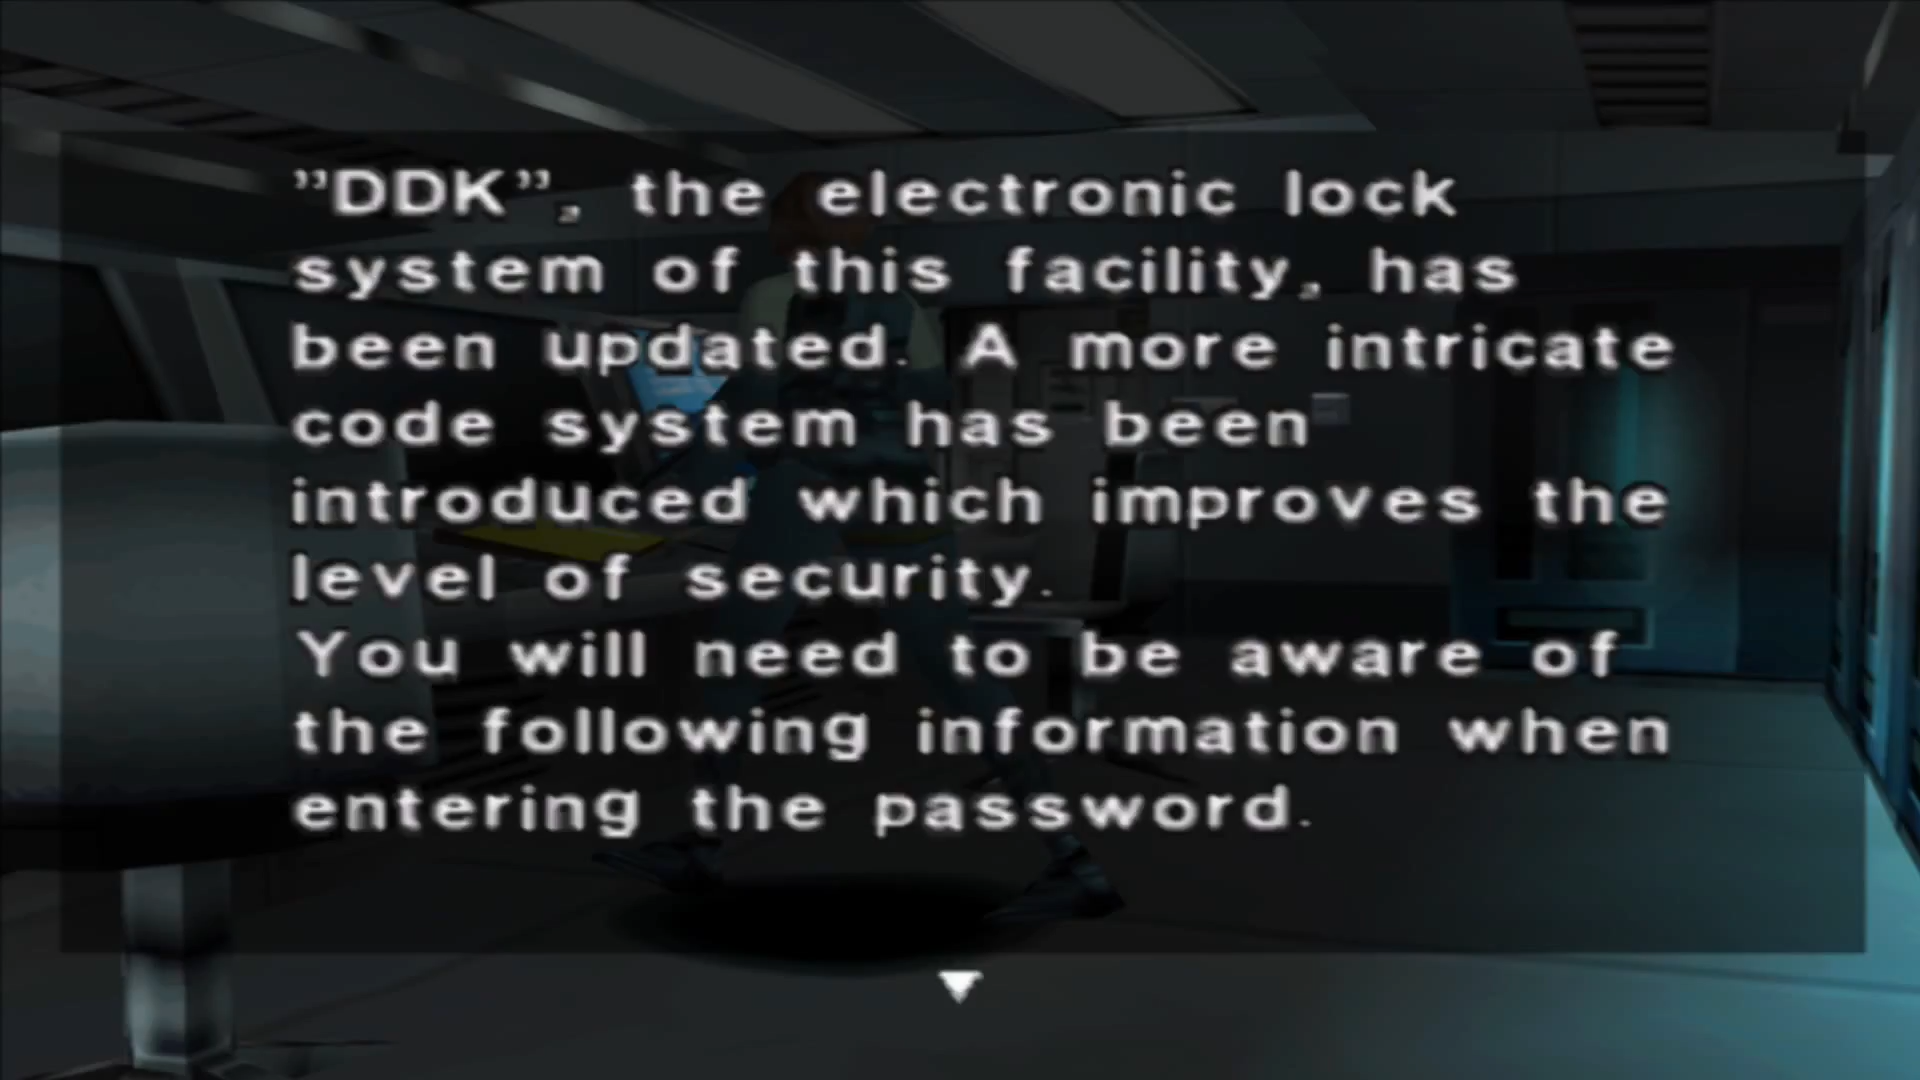 ”DDK”, the electronic lock
system of this facility, has
been updated. A more intricate
code system has been
introduced which improves the
level of security.
You will need to be aware of
the following information when
entering the password.